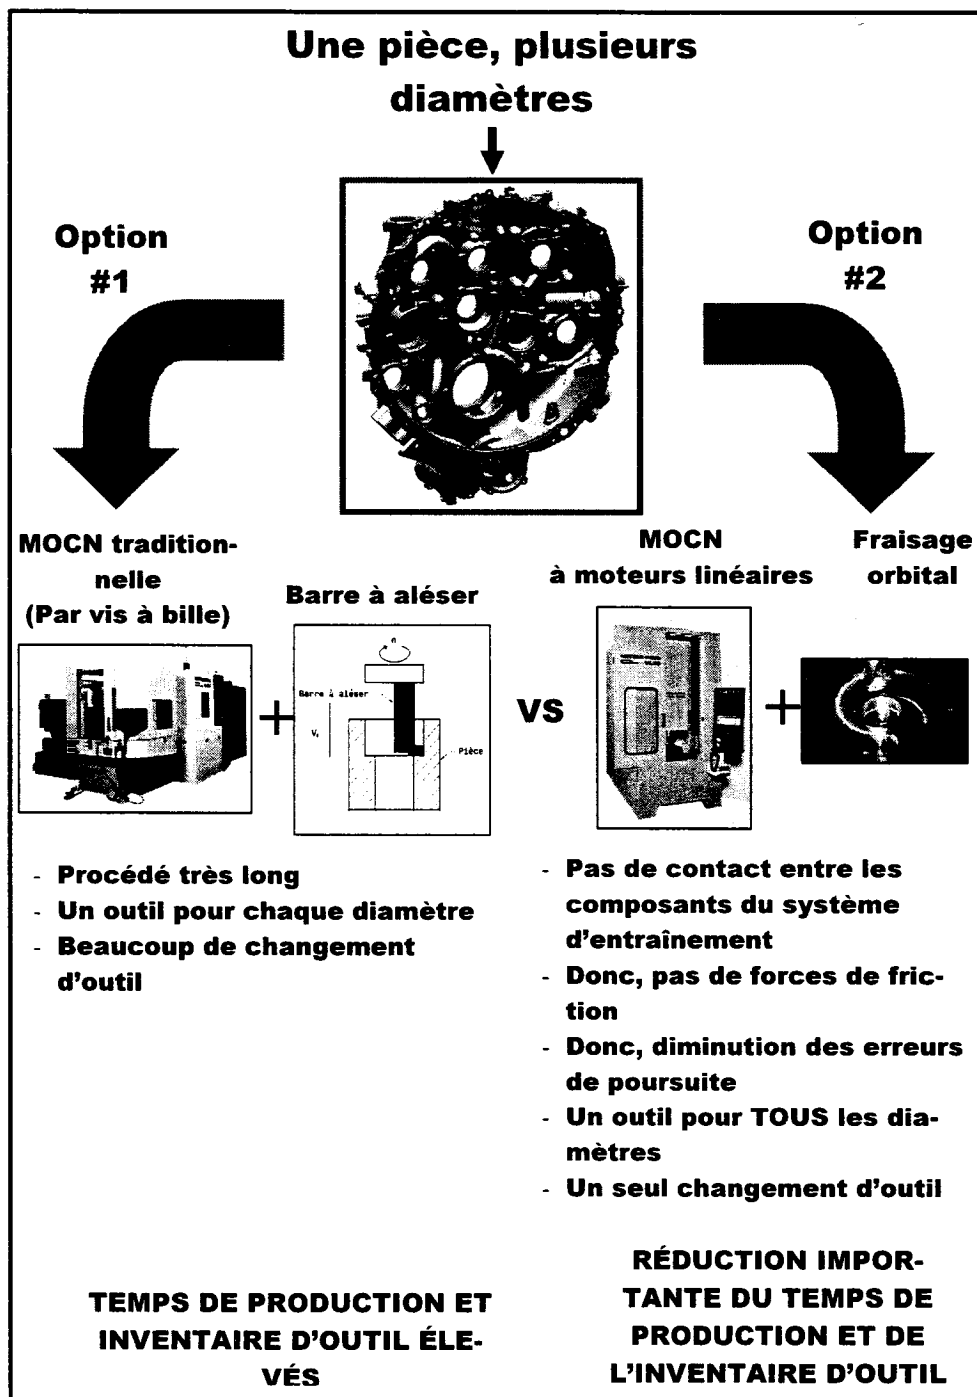 Une pièce, plusieurs
diamètres
Option
#1
Option
#2
MOCN tradition-
nelle
(Par vis à bille)
Barre à aléser
n
Barre à aléser
Pièce
VS
MOCN
à moteurs linéaires
Fraisage
orbital
+
+
- Procédé très long
- Un outil pour chaque diamètre
- Beaucoup de changement
d'outil
- Pas de contact entre les
composants du système
d'entraînement
- Donc, pas de forces de fric-
tion
- Donc, diminution des erreurs
de poursuite
- Un outil pour TOUS les dia-
mètres
- Un seul changement d'outil
TEMPS DE PRODUCTION ET
INVENTAIRE D'OUTIL ÉLE-
VÉS
RÉDUCTION IMPOR-
TANTE DU TEMPS DE
PRODUCTION ET DE
L'INVENTAIRE D'OUTIL